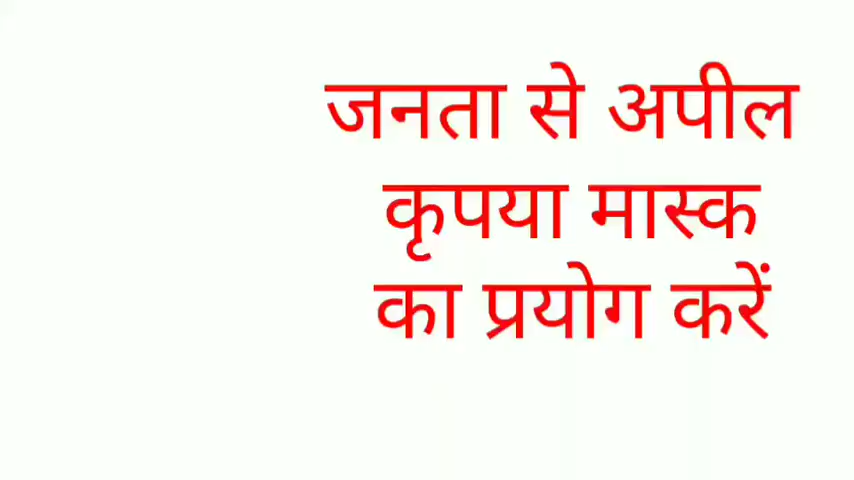 जनता से अपील
कृपया मास्क
का प्रयोग करें